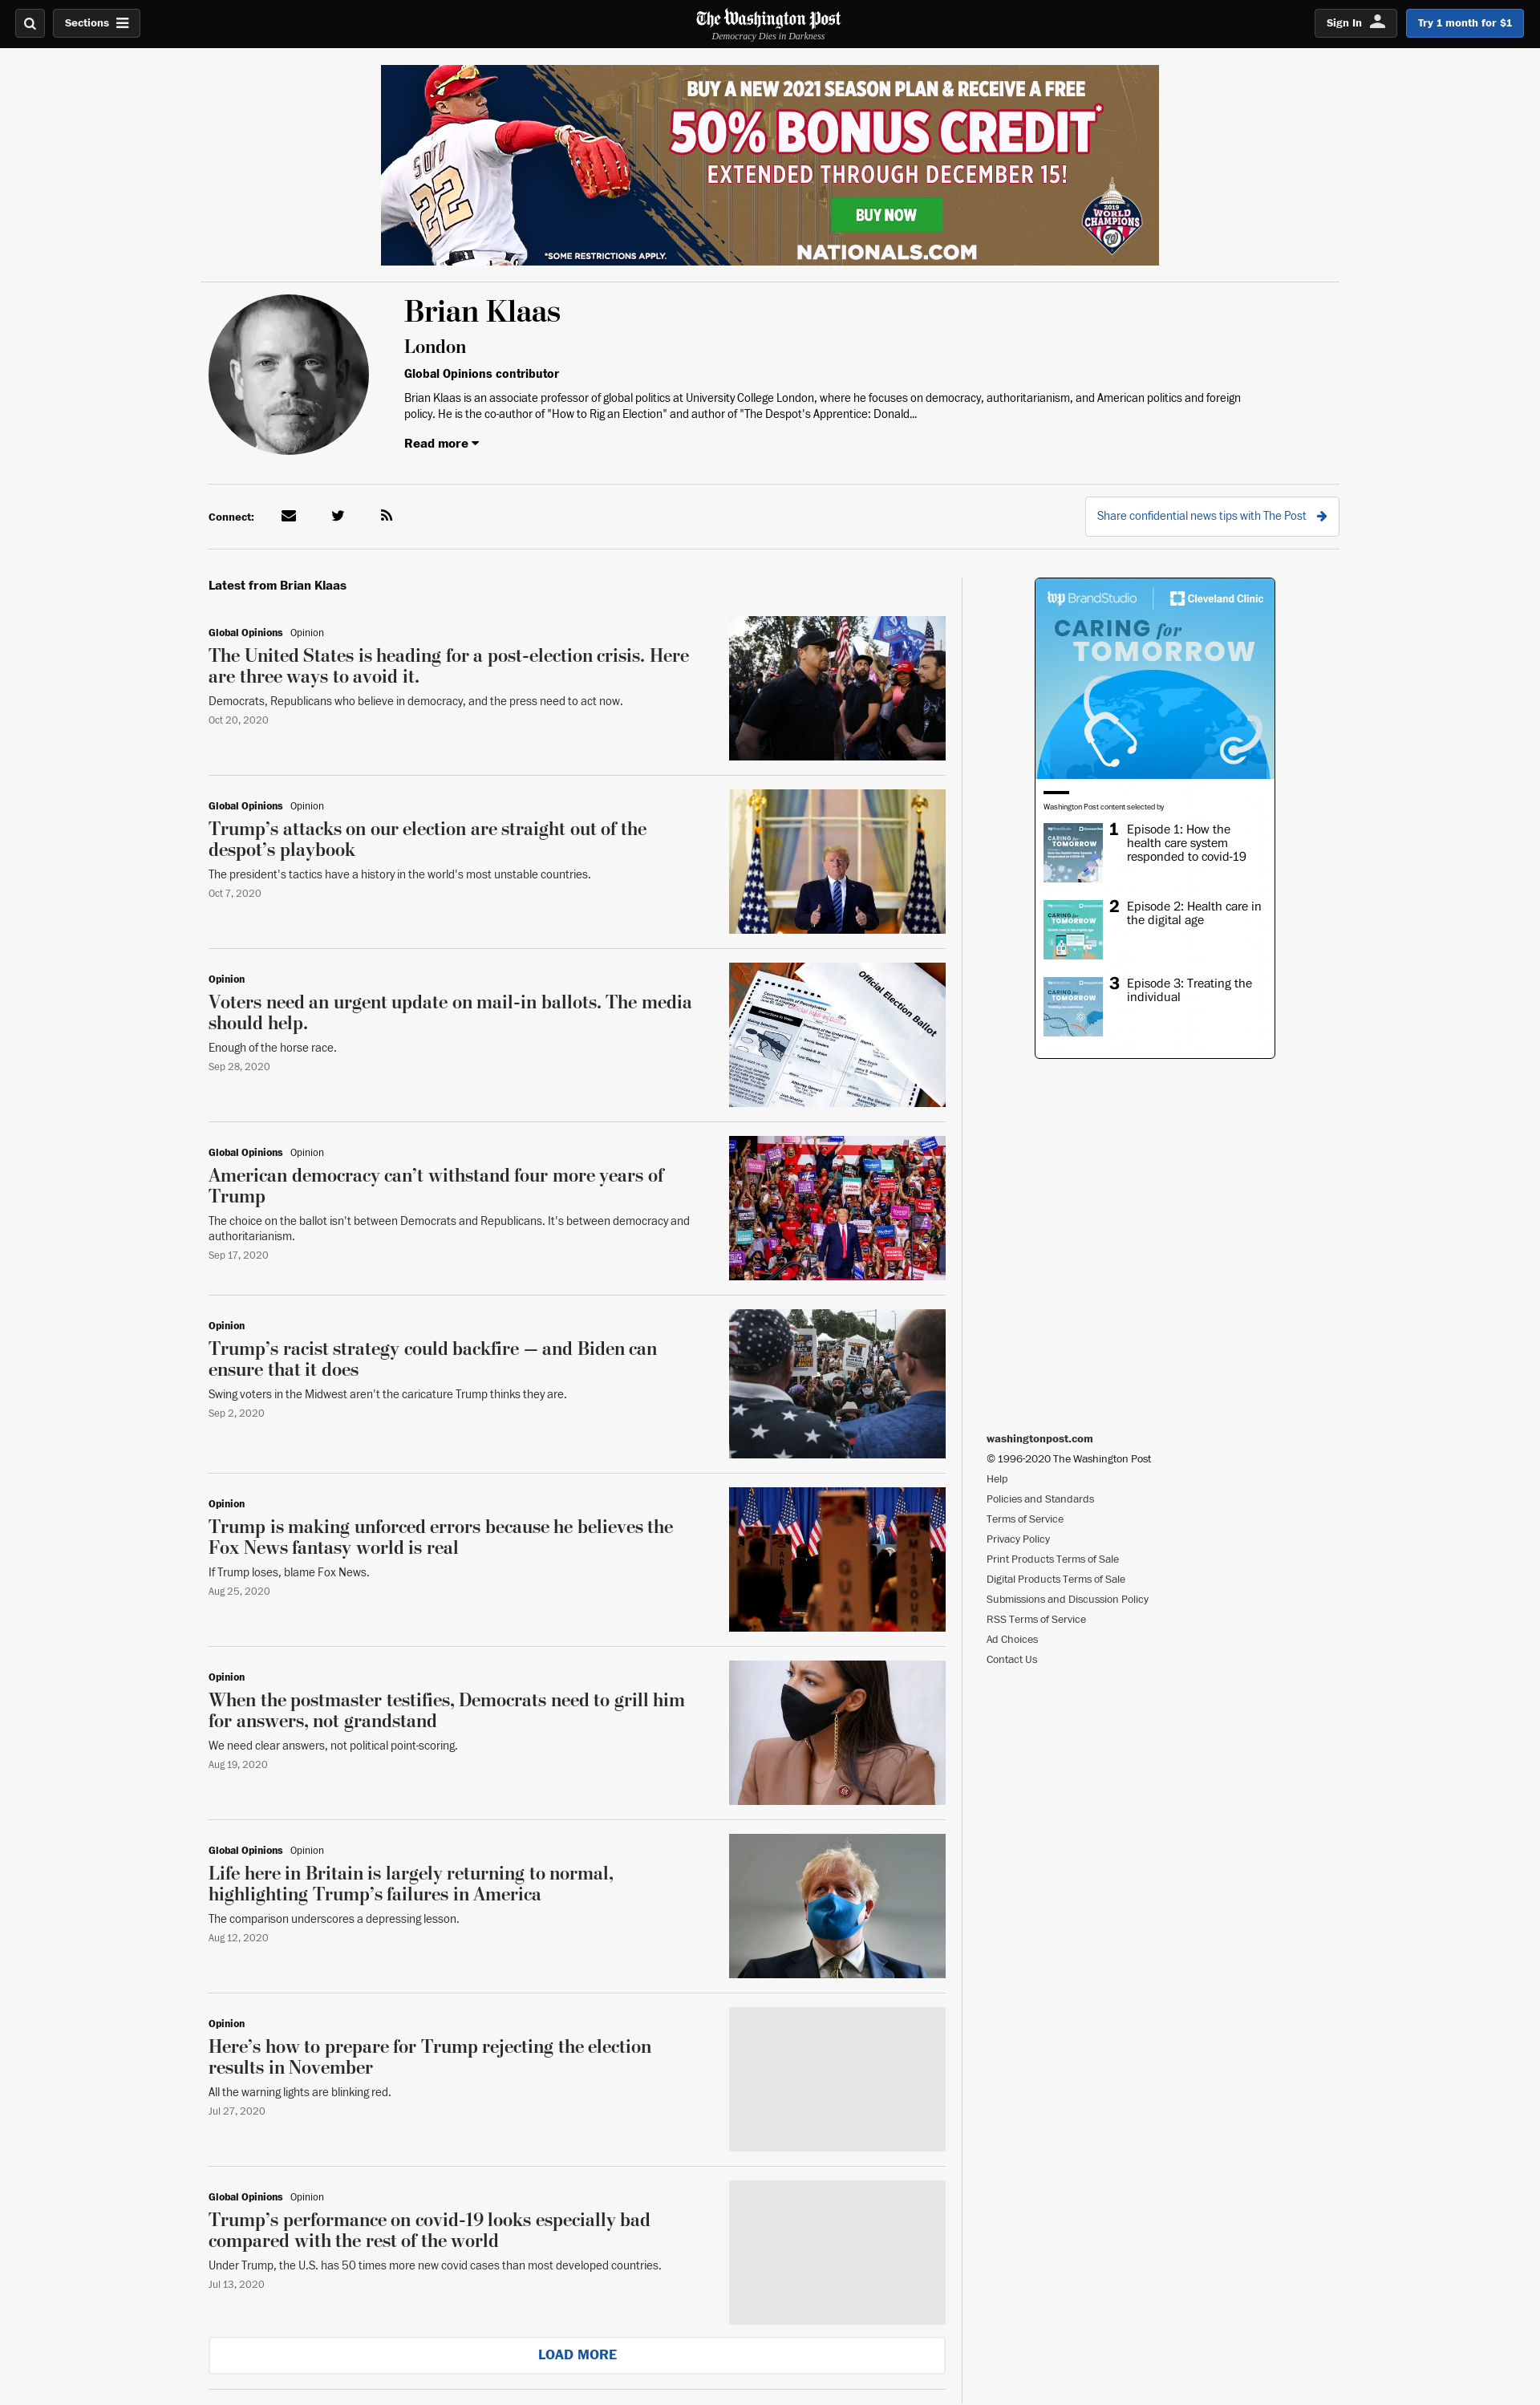 Sections
The Washington Post
Democracy Dies in Darkness
Sign In
Try 1 month for $1
BUY A NEW 2021 SEASON PLAN & RECEIVE A FREE
50% BONUS CREDIT*
EXTENDED THROUGH DECEMBER 15!
BUY NOW
*SOME RESTRICTIONS APPLY.
NATIONALS.COM
SOTO
22
2019
WORLD
CHAMPIONS
Brian Klaas
London
Global Opinions contributor
Brian Klaas is an associate professor of global politics at University College London, where he focuses on democracy, authoritarianism, and American politics and foreign
policy. He is the co-author of "How to Rig an Election" and author of "The Despot's Apprentice: Donald...
Read more
Connect:
Share confidential news tips with The Post
Latest from Brian Klaas
Global Opinions Opinion
The United States is heading for a post-election crisis. Here
are three ways to avoid it.
Democrats, Republicans who believe in democracy, and the press need to act now.
Oct 20, 2020
Global Opinions Opinion
Trump’s attacks on our election are straight out of the
despot’s playbook
The president's tactics have a history in the world's most unstable countries.
Oct 7, 2020
Opinion
Voters need an urgent update on mail-in ballots. The media
should help.
Enough of the horse race.
Sep 28, 2020
Official Election Ballot
Global Opinions Opinion
American democracy can’t withstand four more years of
Trump
The choice on the ballot isn't between Democrats and Republicans. It's between democracy and
authoritarianism.
Sep 17, 2020
Opinion
Trump’s racist strategy could backfire — and Biden can
ensure that it does
Swing voters in the Midwest aren't the caricature Trump thinks they are.
Sep 2, 2020
Opinion
Trump is making unforced errors because he believes the
Fox News fantasy world is real
If Trump loses, blame Fox News.
Aug 25, 2020
GUAM
MISSOURI
Opinion
When the postmaster testifies, Democrats need to grill him
for answers, not grandstand
We need clear answers, not political point-scoring.
Aug 19, 2020
Global Opinions Opinion
Life here in Britain is largely returning to normal,
highlighting Trump’s failures in America
The comparison underscores a depressing lesson.
Aug 12, 2020
Opinion
Here’s how to prepare for Trump rejecting the election
results in November
All the warning lights are blinking red.
Jul 27, 2020
Global Opinions Opinion
Trump’s performance on covid-19 looks especially bad
compared with the rest of the world
Under Trump, the U.S. has 50 times more new covid cases than most developed countries.
Jul 13, 2020
LOAD MORE
wp BrandStudio
Cleveland Clinic
CARING for
TOMORROW
Washington Post content selected by
1 Episode 1: How the
health care system
responded to covid-19
2 Episode 2: Health care in
the digital age
3 Episode 3: Treating the
individual
washingtonpost.com
© 1996-2020 The Washington Post
Help
Policies and Standards
Terms of Service
Privacy Policy
Print Products Terms of Sale
Digital Products Terms of Sale
Submissions and Discussion Policy
RSS Terms of Service
Ad Choices
Contact Us